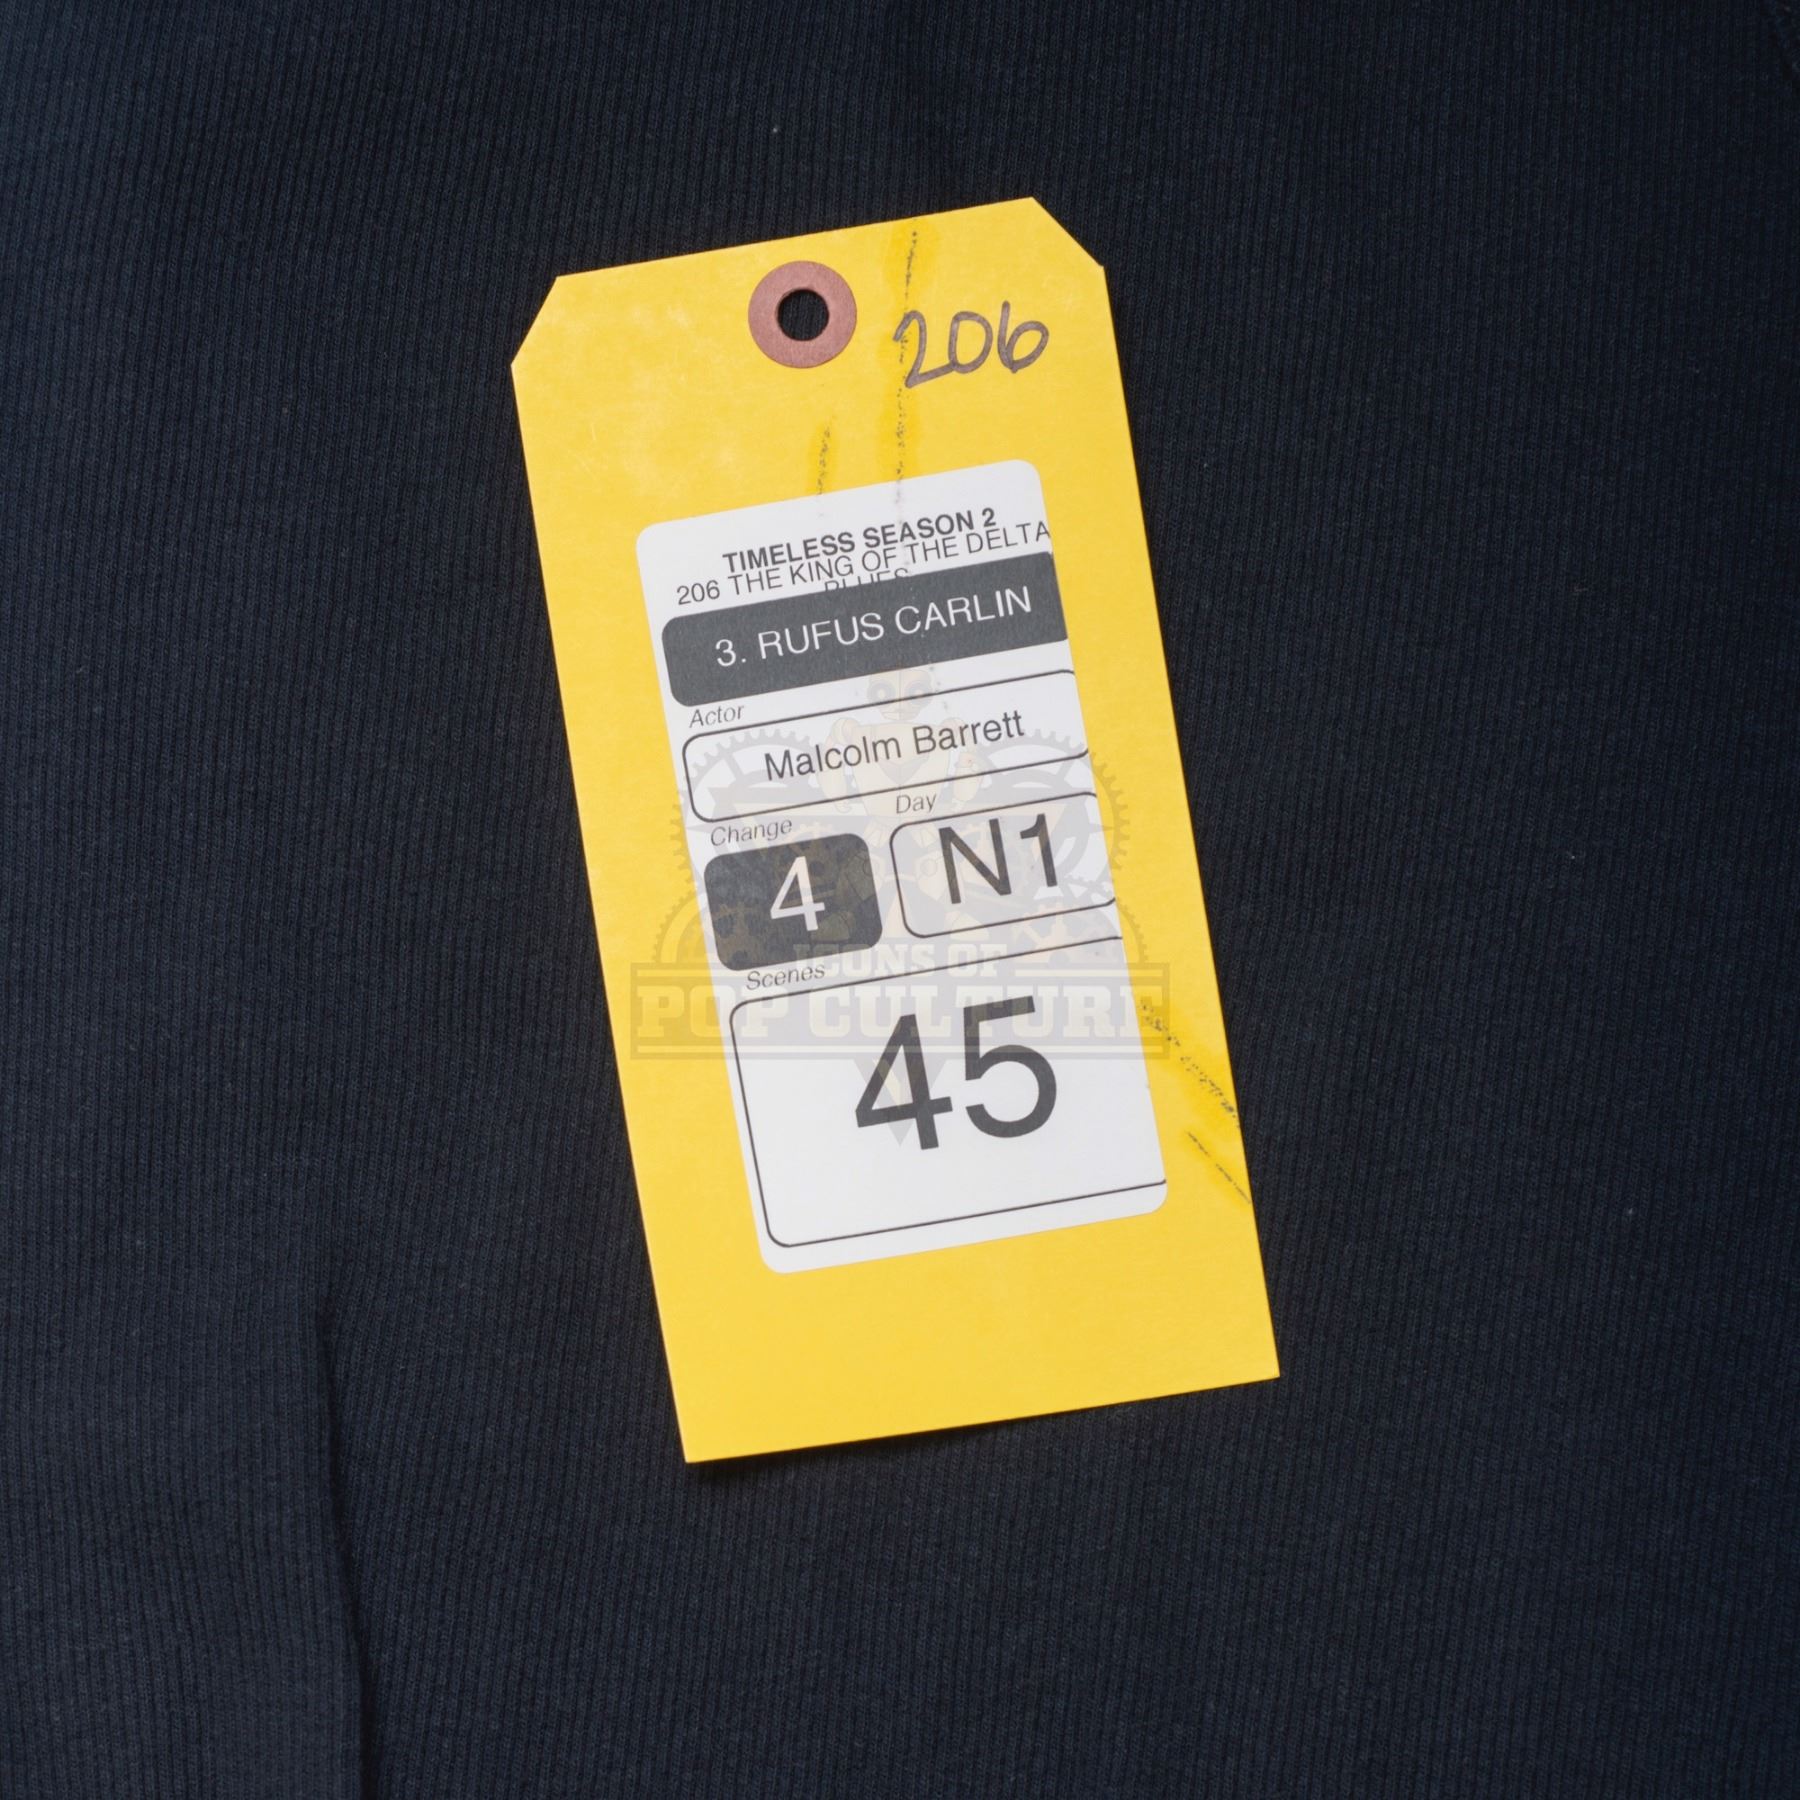 206
TIMELESS SEASON 2
206 THE KING OF THE DELTA
BLUES
3. RUFUS CARLIN
Actor
Malcolm Barrett
Change
Day
4
N1
Scenes
45
ICONS OF
POP CULTURE